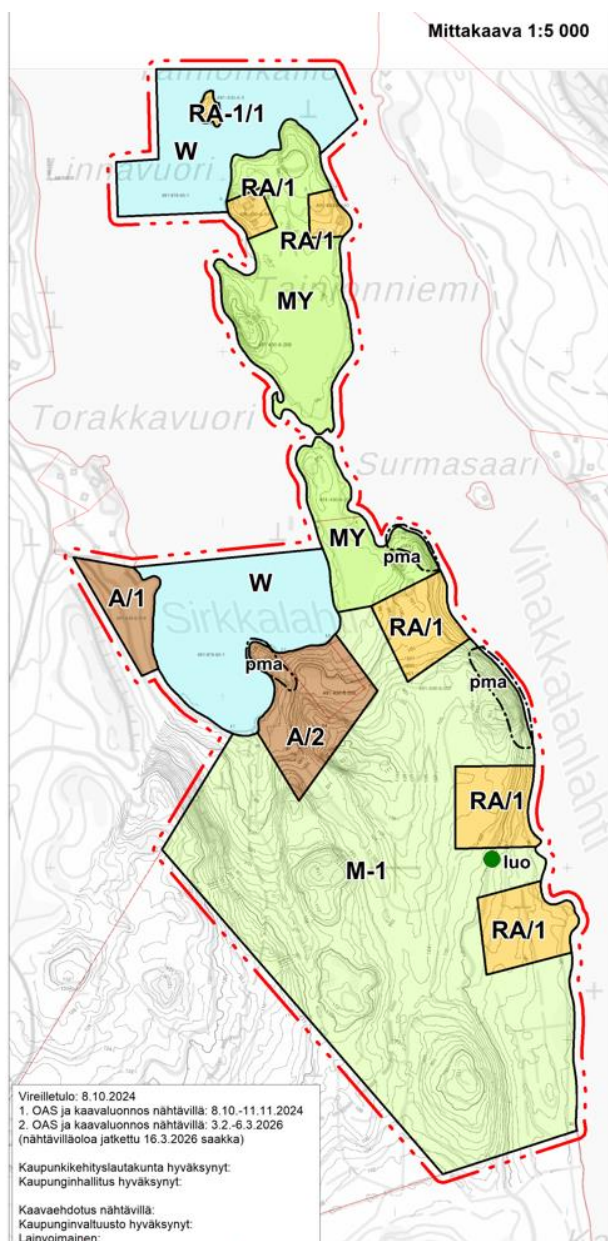 Mittakaava 1:5 000
RA-1/1
W
Linnavuori
RA/1
RA/1
Tainionniemi
MY
Torakkavuori
Surmasaari
MY
pma
A/1
W
Sirkkalahti
RA/1
pma
pma
Vihakkalanlahti
A/2
RA/1
luo
M-1
RA/1
Vireilletulo: 8.10.2024
1. OAS ja kaavaluonnos nähtävillä: 8.10.-11.11.2024
2. OAS ja kaavaluonnos nähtävillä: 3.2.-6.3.2026
(nähtävilläoloa jatkettu 16.3.2026 saakka)
Kaupunkikehityslautakunta hyväksynyt:
Kaupunginhallitus hyväksynyt:
Kaavaehdotus nähtävillä:
Kaupunginvaltuusto hyväksynyt:
Lainvoimainen: